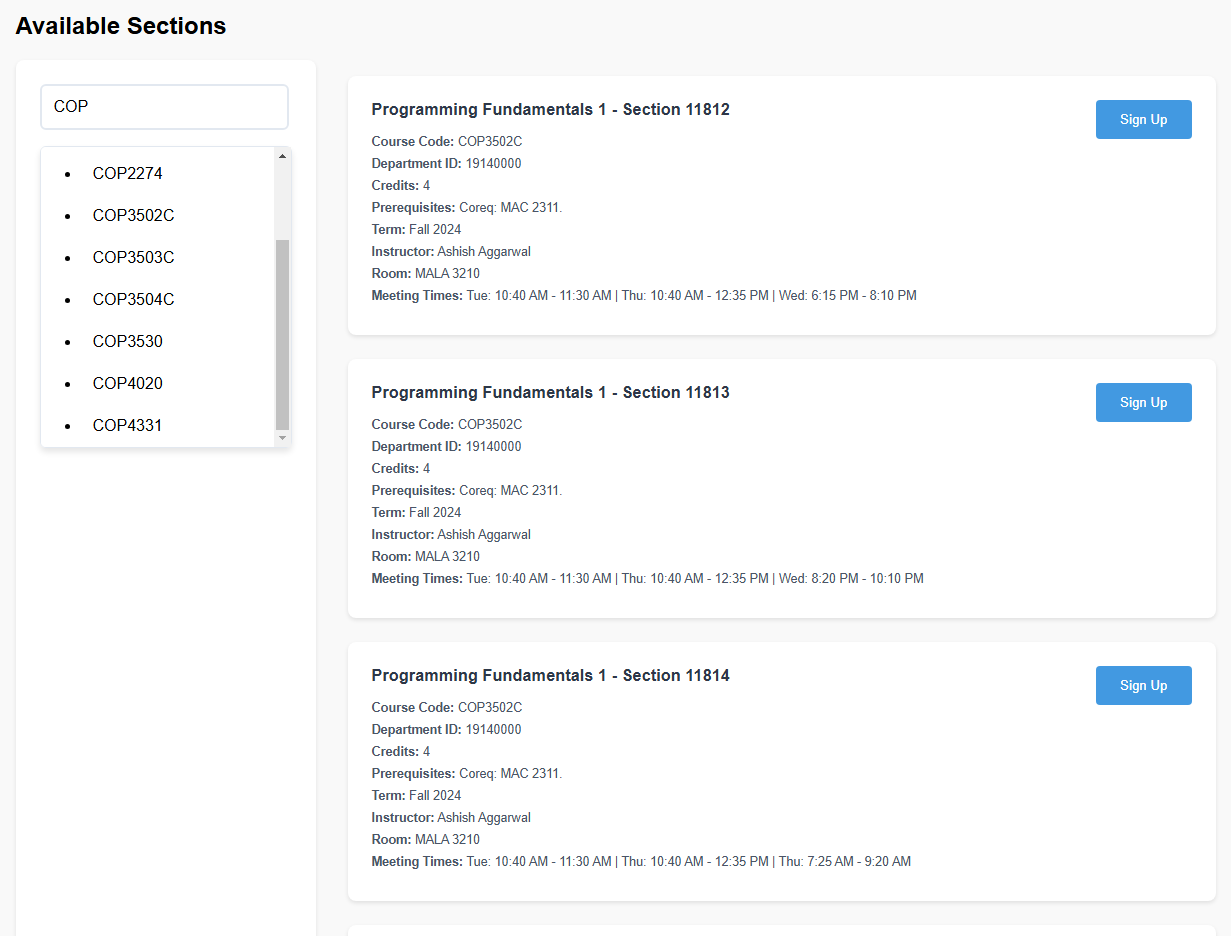 Available Sections
COP
COP2274
COP3502C
COP3503C
COP3504C
COP3530
COP4020
COP4331
Programming Fundamentals 1 - Section 11812
Sign Up
Course Code: COP3502C
Department ID: 19140000
Credits: 4
Prerequisites: Coreq: MAC 2311.
Term: Fall 2024
Instructor: Ashish Aggarwal
Room: MALA 3210
Meeting Times: Tue: 10:40 AM - 11:30 AM | Thu: 10:40 AM - 12:35 PM | Wed: 6:15 PM - 8:10 PM
Programming Fundamentals 1 - Section 11813
Sign Up
Course Code: COP3502C
Department ID: 19140000
Credits: 4
Prerequisites: Coreq: MAC 2311.
Term: Fall 2024
Instructor: Ashish Aggarwal
Room: MALA 3210
Meeting Times: Tue: 10:40 AM - 11:30 AM | Thu: 10:40 AM - 12:35 PM | Wed: 8:20 PM - 10:10 PM
Programming Fundamentals 1 - Section 11814
Sign Up
Course Code: COP3502C
Department ID: 19140000
Credits: 4
Prerequisites: Coreq: MAC 2311.
Term: Fall 2024
Instructor: Ashish Aggarwal
Room: MALA 3210
Meeting Times: Tue: 10:40 AM - 11:30 AM | Thu: 10:40 AM - 12:35 PM | Thu: 7:25 AM - 9:20 AM